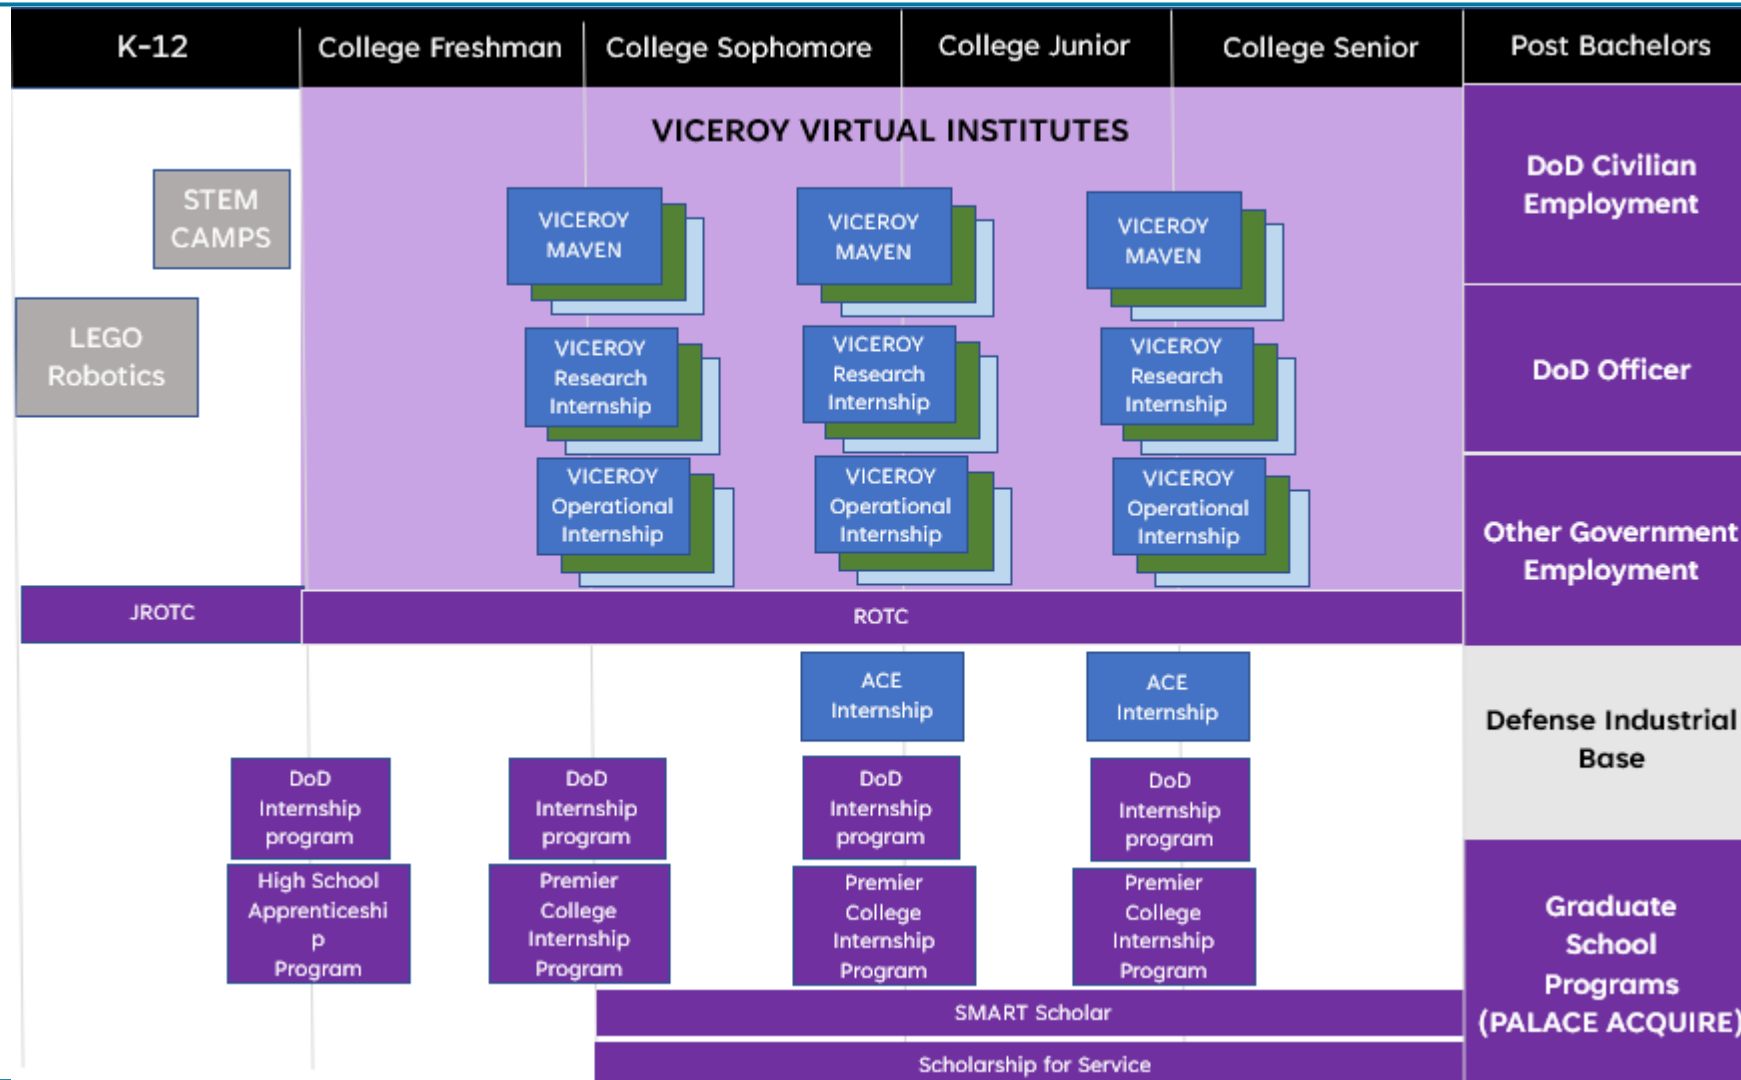 K-12
College Freshman
College Sophomore
College Junior
College Senior
Post Bachelors
VICEROY VIRTUAL INSTITUTES
STEM
CAMPS
LEGO
Robotics
VICEROY
MAVEN
VICEROY
MAVEN
VICEROY
MAVEN
VICEROY
Research
Internship
VICEROY
Research
Internship
VICEROY
Research
Internship
VICEROY
Operational
Internship
VICEROY
Operational
Internship
VICEROY
Operational
Internship
JROTC
ROTC
ACE
Internship
ACE
Internship
DoD
Internship
program
DoD
Internship
program
DoD
Internship
program
DoD
Internship
program
High School
Apprenticeshi
p
Program
Premier
College
Internship
Program
Premier
College
Internship
Program
Premier
College
Internship
Program
SMART Scholar
Scholarship for Service
DoD Civilian
Employment
DoD Officer
Other Government
Employment
Defense Industrial
Base
Graduate
School
Programs
(PALACE ACQUIRE)